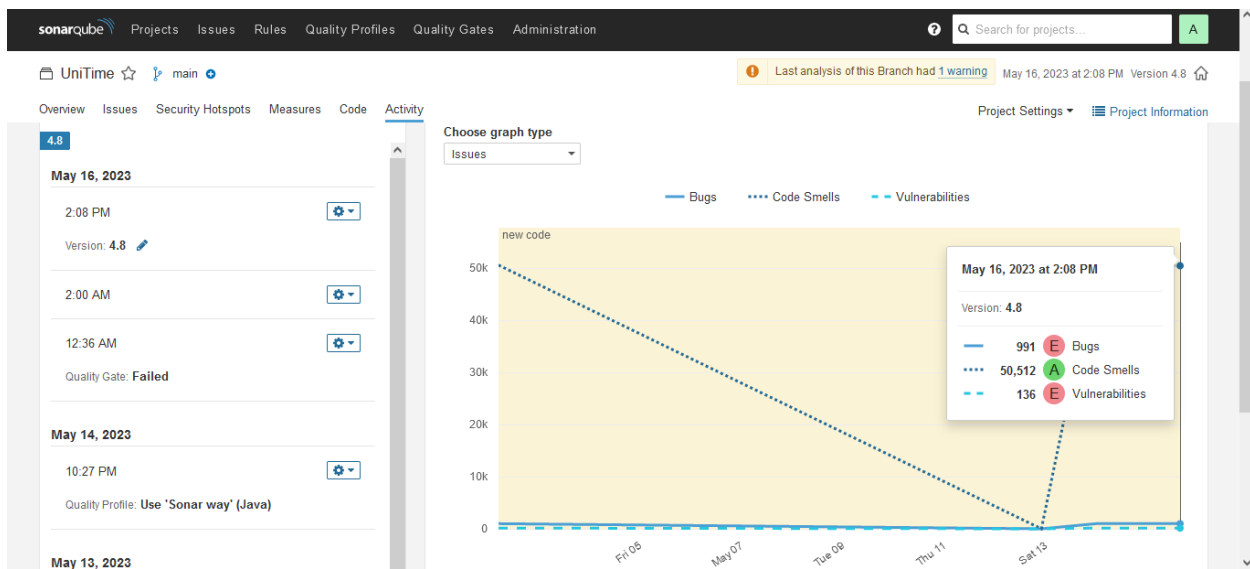 sonarqube Projects Issues Rules Quality Profiles Quality Gates Administration ? Search for projects... A
UniTime main Last analysis of this Branch had 1 warning May 16, 2023 at 2:08 PM Version 4.8
Overview Issues Security Hotspots Measures Code Activity Project Settings Project Information
4.8
May 16, 2023
2:08 PM
Version: 4.8
2:00 AM
12:36 AM
Quality Gate: Failed
May 14, 2023
10:27 PM
Quality Profile: Use 'Sonar way' (Java)
May 13, 2023
Choose graph type
Issues
Bugs Code Smells Vulnerabilities
new code
50k
40k
30k
20k
10k
0
Fri 05 May 07 Tue 09 Thu 11 Sat 13
May 16, 2023 at 2:08 PM
Version: 4.8
991 E Bugs
50,512 A Code Smells
136 E Vulnerabilities